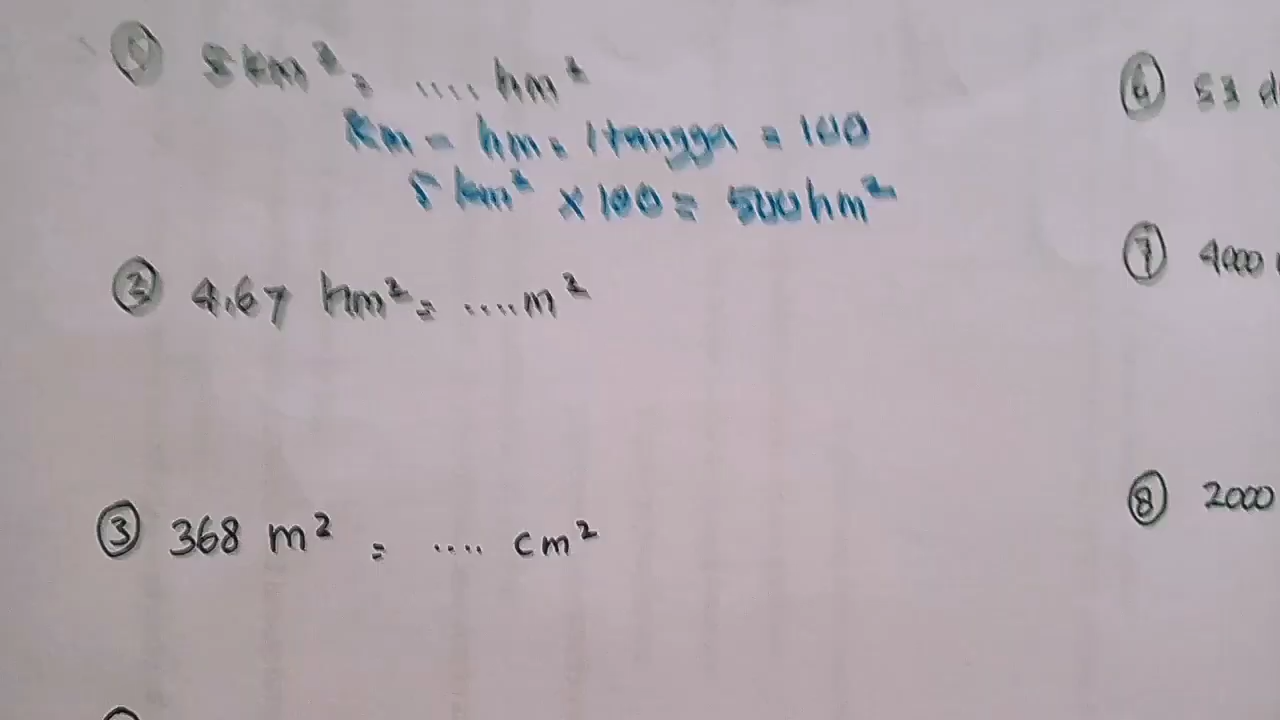 ① 5 km² = .... hm²
Km - hm = 1 tangga = 100
5 km² × 100 = 500 hm²
② 4.67 hm² = .... m²
③ 368 m² = .... cm²
⑥
⑦ 4000
⑧ 2000